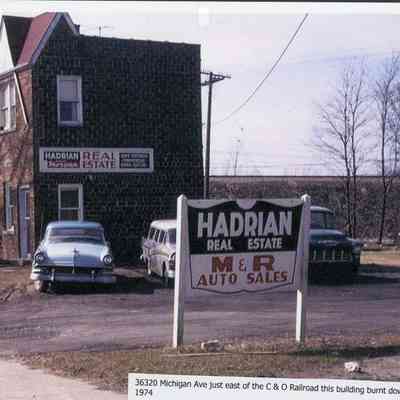 HADRIAN
REAL
ESTATE
HADRIAN
REAL ESTATE
M & R
AUTO SALES
36320 Michigan Ave just east of the C & O Railroad this building burnt dow
1974